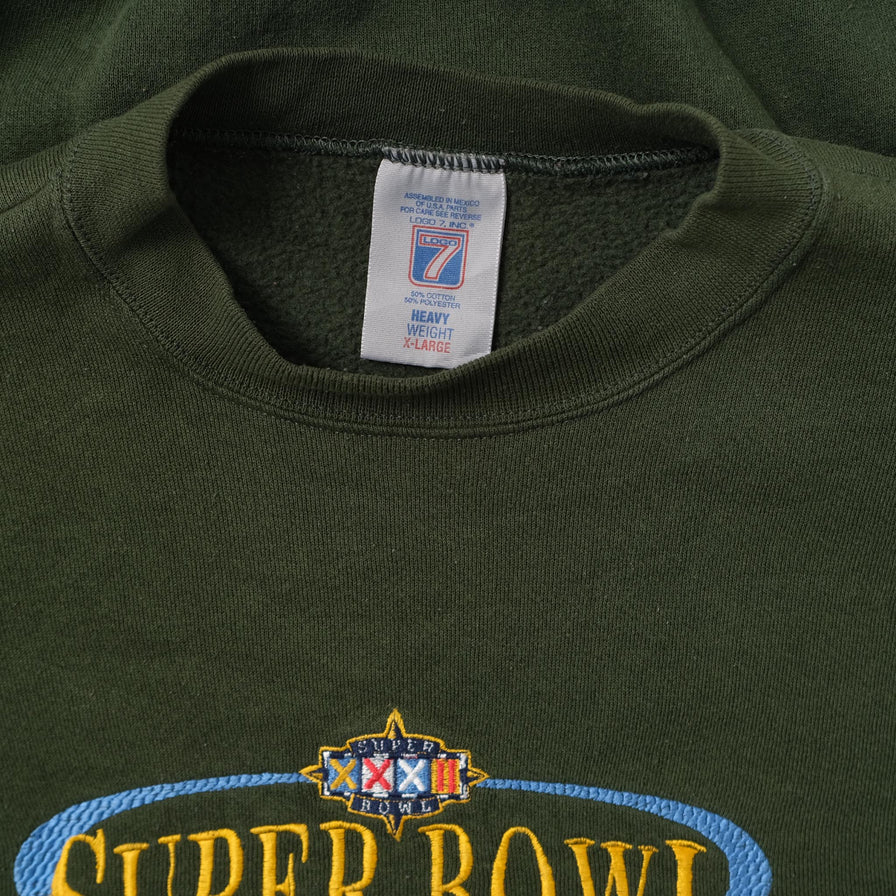 ASSEMBLED IN MEXICO
OF U.S.A. PARTS
FOR CARE SEE REVERSE
LOGO 7, INC.®
LOGO
7
50% COTTON
50% POLYESTER
HEAVY
WEIGHT
X-LARGE
SUPER
XXXII
BOWL
SUPER BOWL